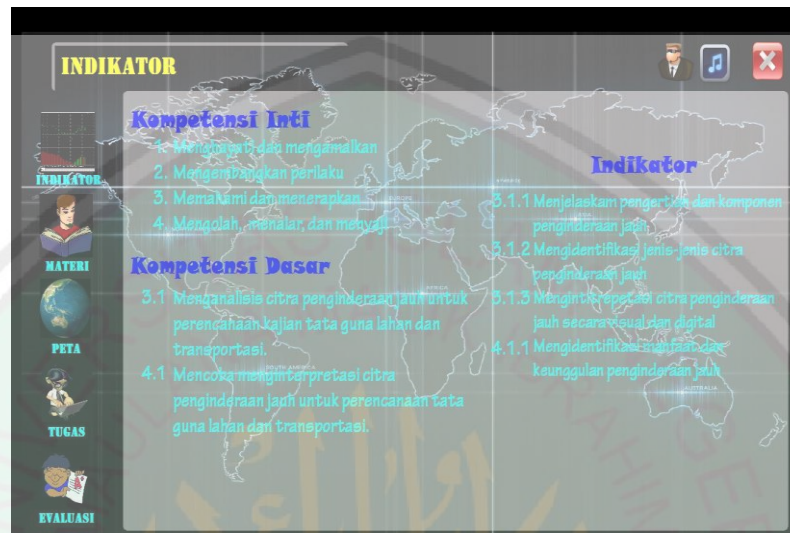 INDIKATOR
INDIKATOR
MATERI
PETA
TUGAS
EVALUASI
Kompetensi Inti
1. Menghayati dan mengamalkan
2. Mengembangkan perilaku
3. Memahami dan menerapkan
4. Mengolah, menalar, dan menyaji
Kompetensi Dasar
3.1 Menganalisis citra penginderaan jauh untuk
perencanaan kajian tata guna lahan dan
transportasi.
4.1 Mencoba menginterpretasi citra
penginderaan jauh untuk perencanaan tata
guna lahan dan transportasi.
Indikator
3.1.1 Menjelaskam pengertian dan komponen
penginderaan jauh
3.1.2 Mengidentifikasi jenis-jenis citra
penginderaan jauh
3.1.3 citra penginderaan
jauh secara visual dan digital
4.1.1 Mengidentifikasi manfaat dan
keunggulan penginderaan jauh
AUSTRALIA